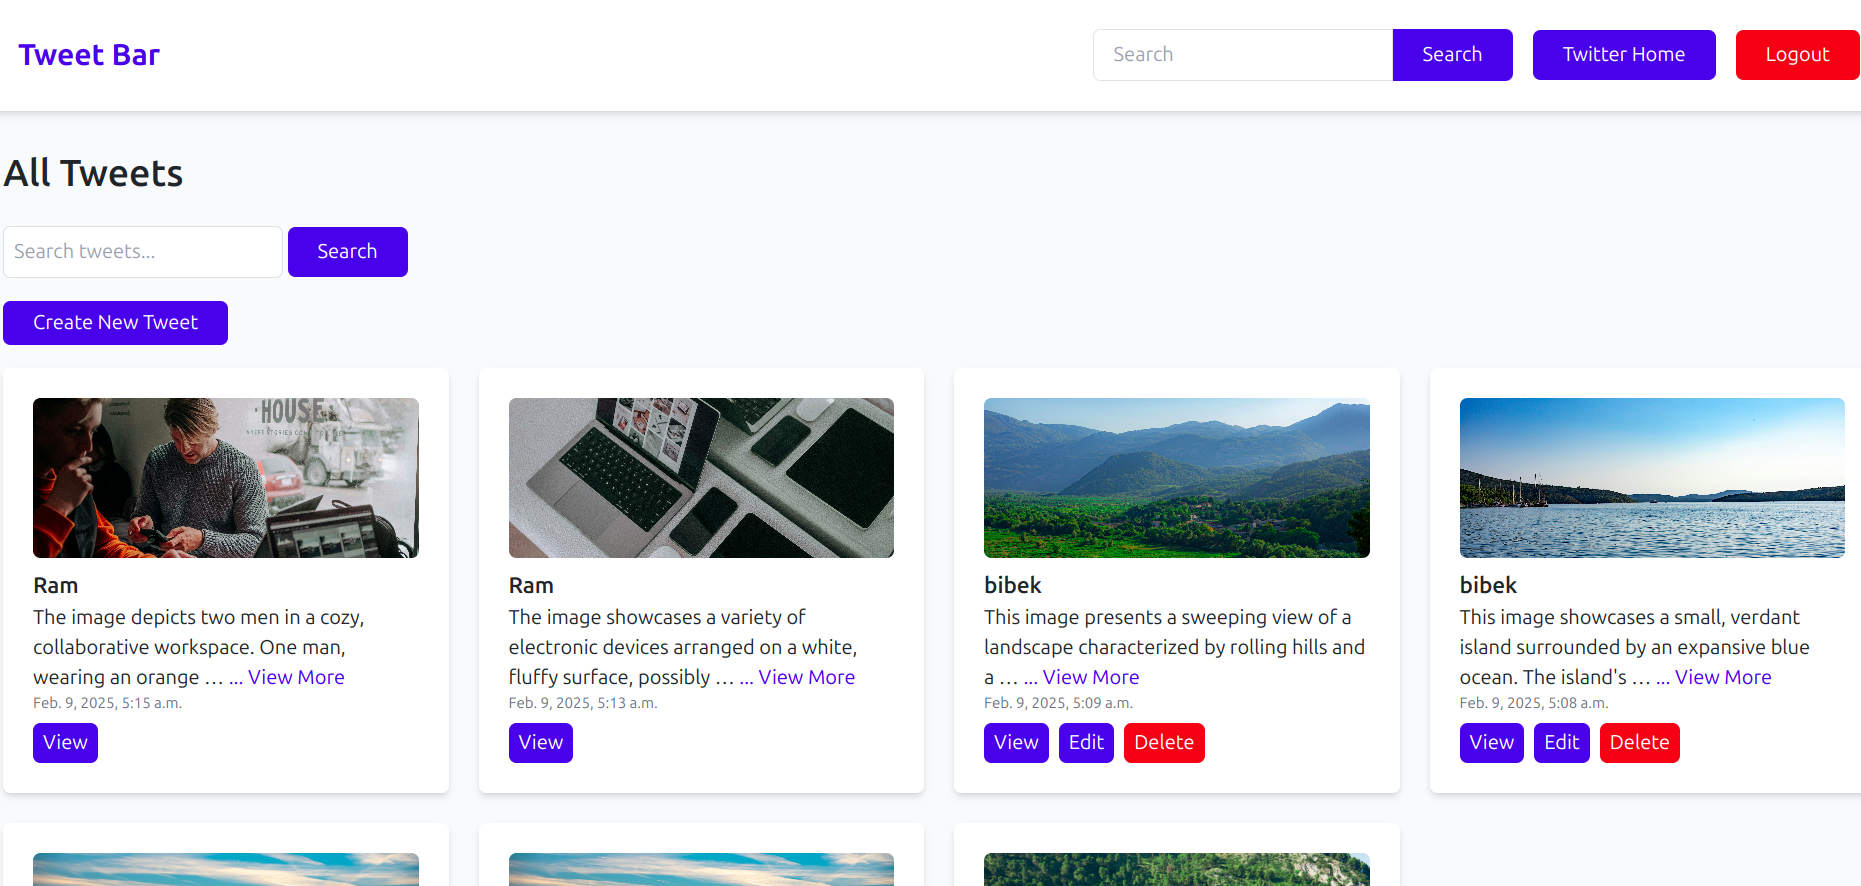 Tweet Bar
Search
Search
Twitter Home
Logout
All Tweets
Search tweets...
Search
Create New Tweet
·HOUSE·
Ram
The image depicts two men in a cozy,
collaborative workspace. One man,
wearing an orange … ... View More
Feb. 9, 2025, 5:15 a.m.
View
Ram
The image showcases a variety of
electronic devices arranged on a white,
fluffy surface, possibly … ... View More
Feb. 9, 2025, 5:13 a.m.
View
bibek
This image presents a sweeping view of a
landscape characterized by rolling hills and
a … ... View More
Feb. 9, 2025, 5:09 a.m.
View
Edit
Delete
bibek
This image showcases a small, verdant
island surrounded by an expansive blue
ocean. The island's … ... View More
Feb. 9, 2025, 5:08 a.m.
View
Edit
Delete